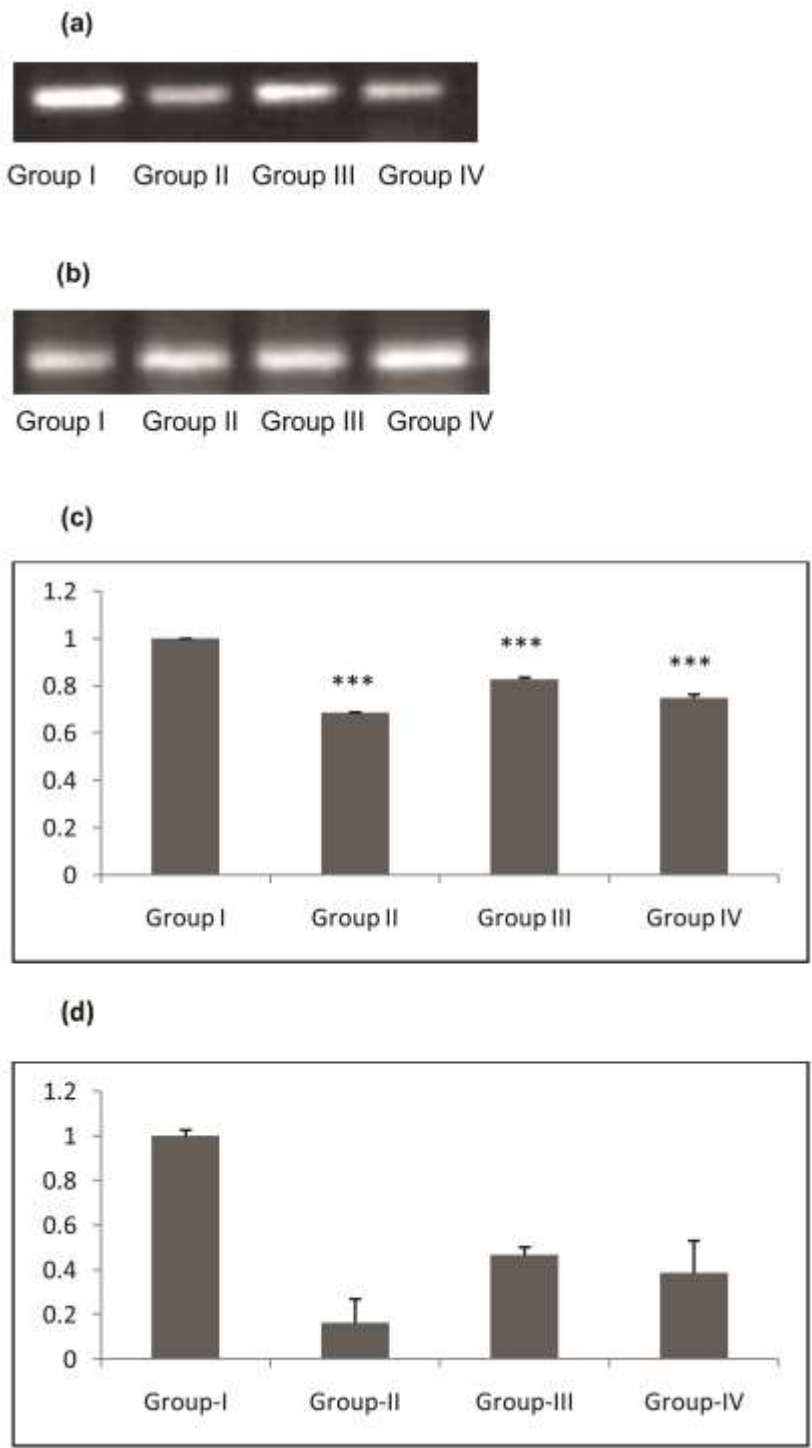 (a)
Group I Group II Group III Group IV
(b)
Group I Group II Group III Group IV
(c)
1.2
1
0.8
0.6
0.4
0.2
0
*** *** ***
Group I Group II Group III Group IV
(d)
1.2
1
0.8
0.6
0.4
0.2
0
Group-I Group-II Group-III Group-IV